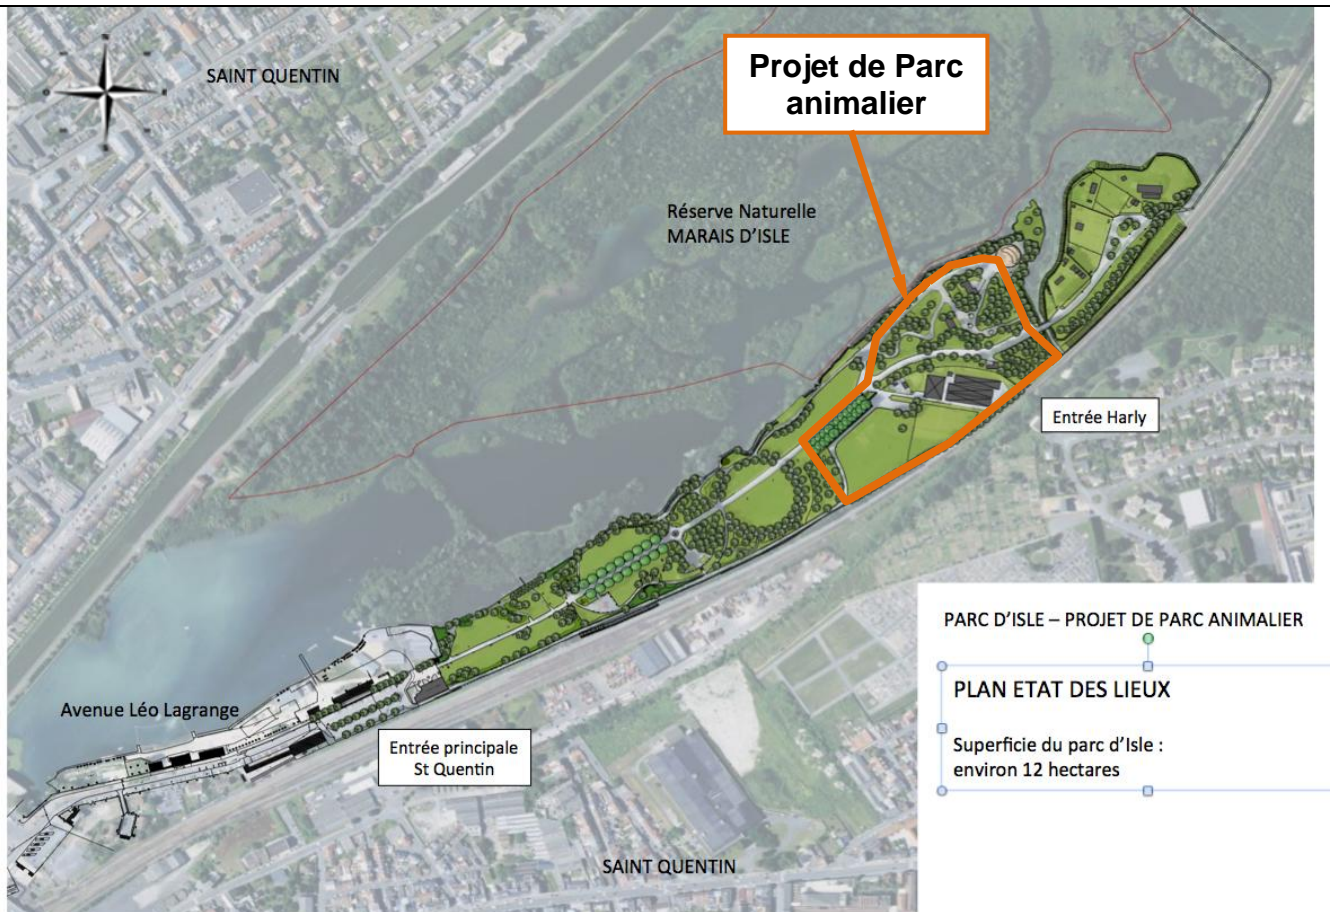 SAINT QUENTIN
Projet de Parc
animalier
Réserve Naturelle
MARAIS D'ISLE
Entrée Harly
PARC D'ISLE – PROJET DE PARC ANIMALIER
PLAN ETAT DES LIEUX
Superficie du parc d'Isle :
environ 12 hectares
Avenue Léo Lagrange
Entrée principale
St Quentin
SAINT QUENTIN